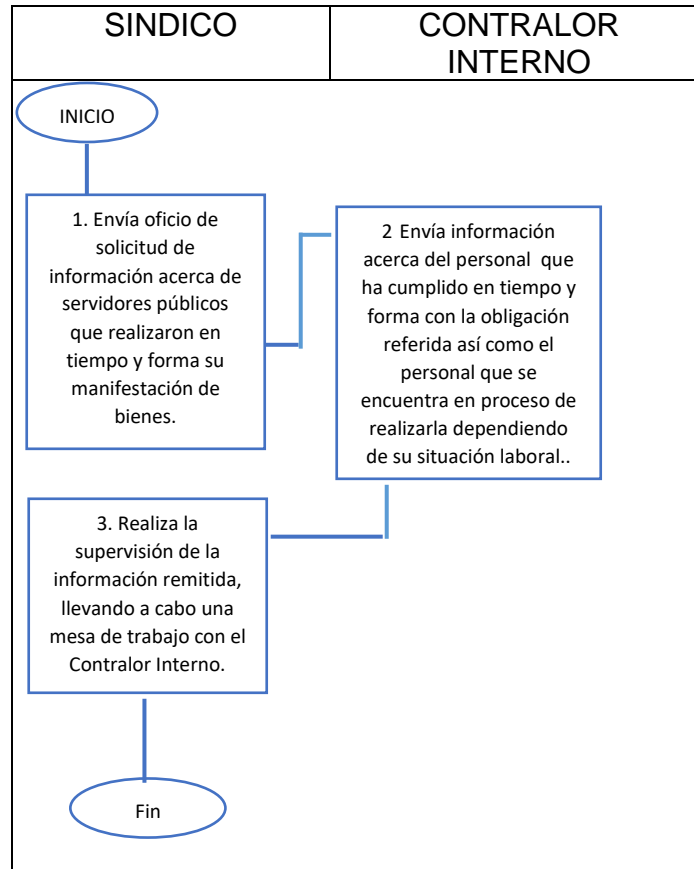 SINDICO
CONTRALOR
INTERNO
INICIO
1. Envía oficio de
solicitud de
información acerca de
servidores públicos
que realizaron en
tiempo y forma su
manifestación de
bienes.
2 Envía información
acerca del personal que
ha cumplido en tiempo y
forma con la obligación
referida así como el
personal que se
encuentra en proceso de
realizarla dependiendo
de su situación laboral..
3. Realiza la
supervisión de la
información remitida,
llevando a cabo una
mesa de trabajo con el
Contralor Interno.
Fin